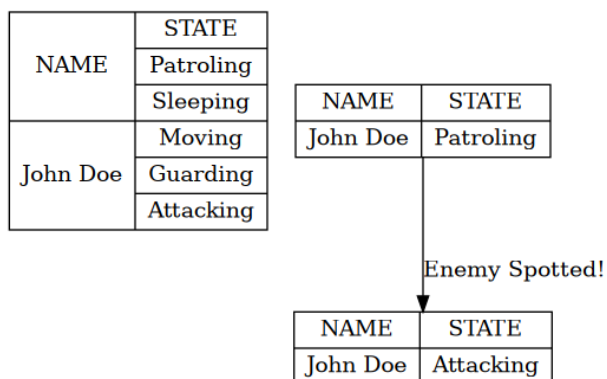 NAME
STATE
Patroling
Sleeping
John Doe
Moving
Guarding
Attacking
NAME STATE
John Doe Patroling
Enemy Spotted!
NAME STATE
John Doe Attacking